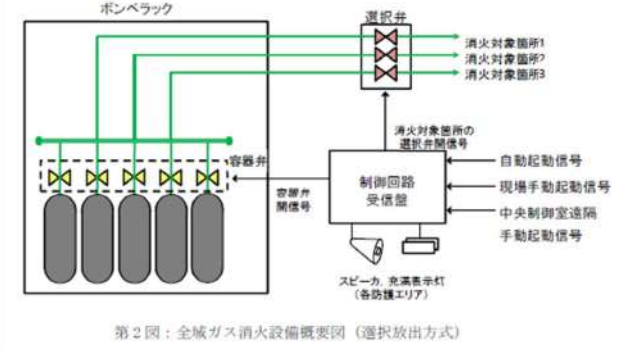 ボンベラック
選択弁
消火対象箇所1
消火対象箇所2
消火対象箇所3
消火対象箇所の
選択弁開信号
容器弁
容器弁
開信号
制御回路
受信盤
自動起動信号
現場手動起動信号
中央制御室遠隔
手動起動信号
スピーカ，充満表示灯
(各防護エリア)
第2図：全域ガス消火設備概要図（選択放出方式）